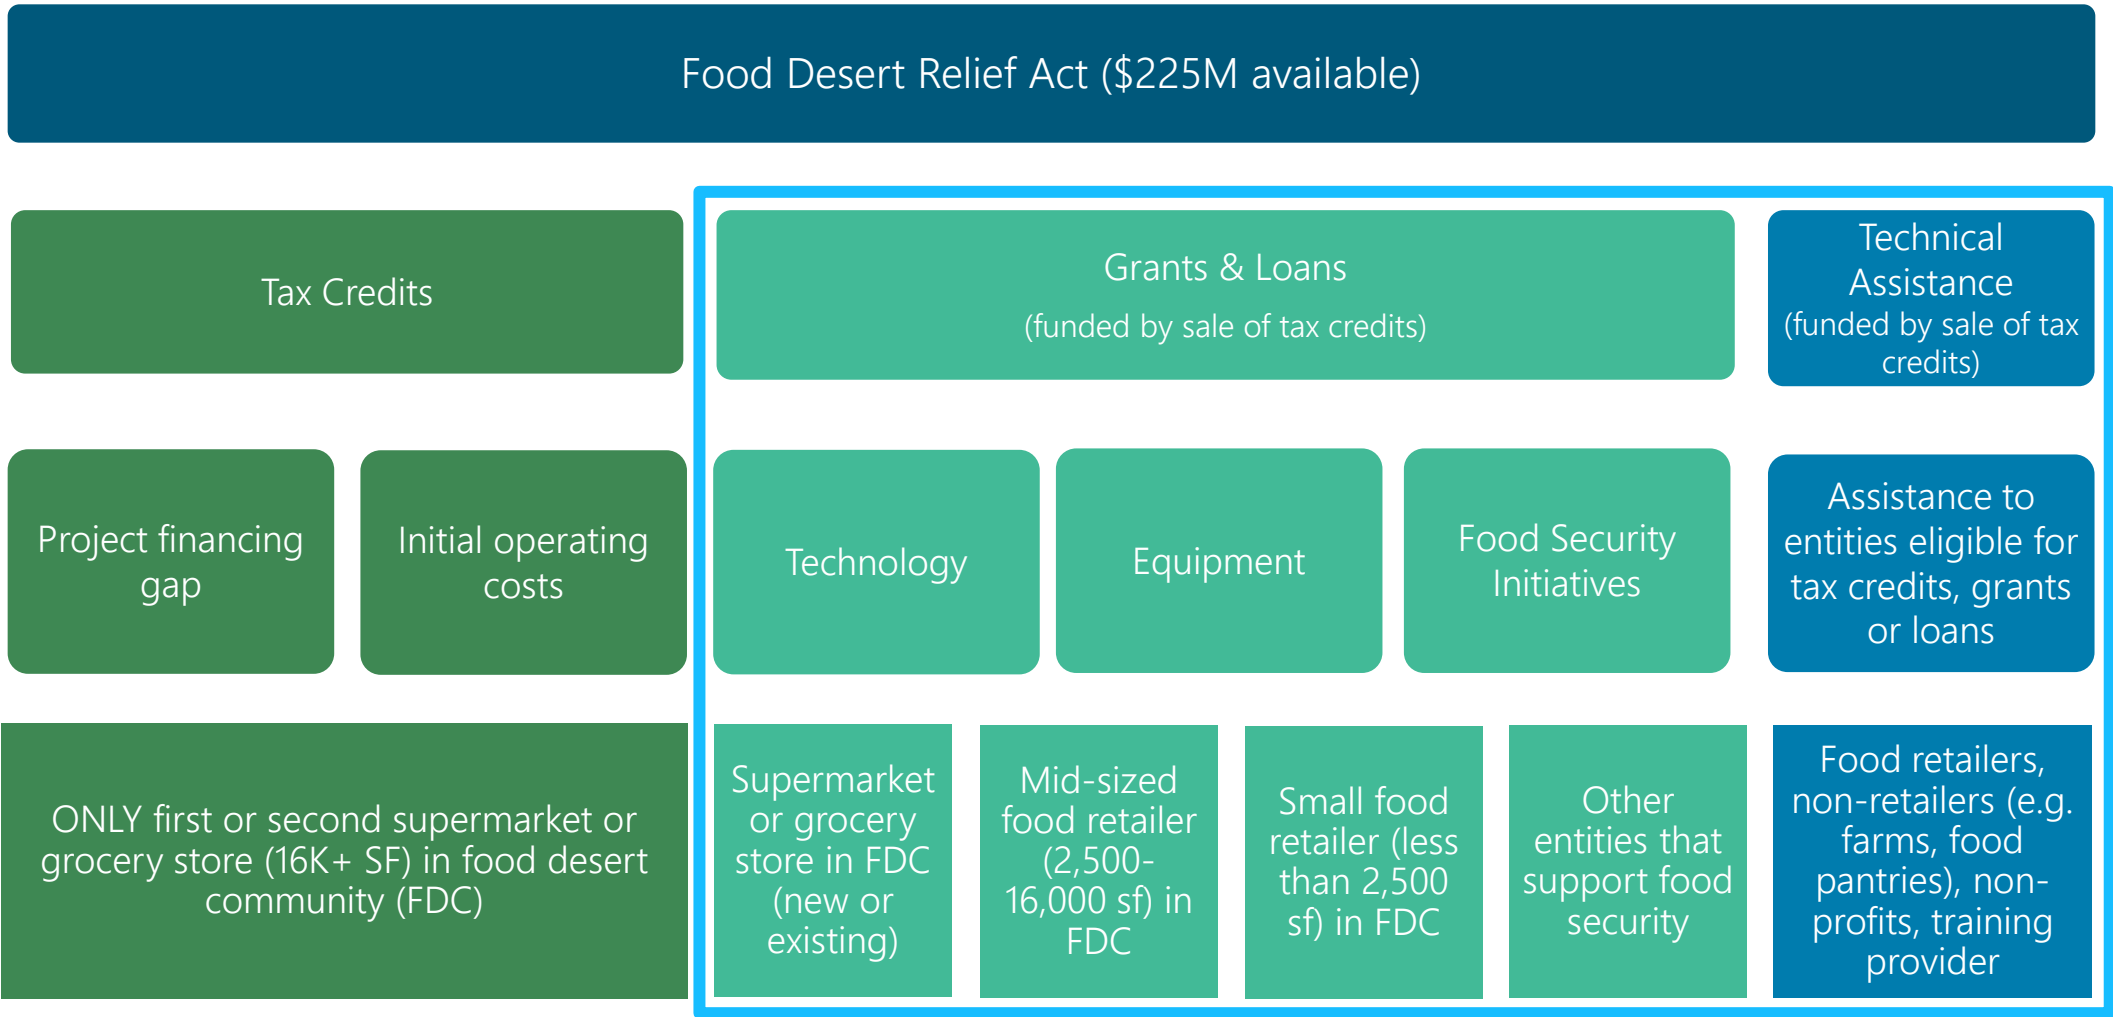 Food Desert Relief Act ($225M available)
Tax Credits
Grants & Loans
(funded by sale of tax credits)
Technical
Assistance
(funded by sale of tax
credits)
Project financing
gap
Initial operating
costs
Technology
Equipment
Food Security
Initiatives
Assistance to
entities eligible for
tax credits, grants
or loans
ONLY first or second supermarket or
grocery store (16K+ SF) in food desert
community (FDC)
Supermarket
or grocery
store in FDC
(new or
existing)
Mid-sized
food retailer
(2,500-
16,000 sf) in
FDC
Small food
retailer (less
than 2,500
sf) in FDC
Other
entities that
support food
security
Food retailers,
non-retailers (e.g.
farms, food
pantries), non-
profits, training
provider